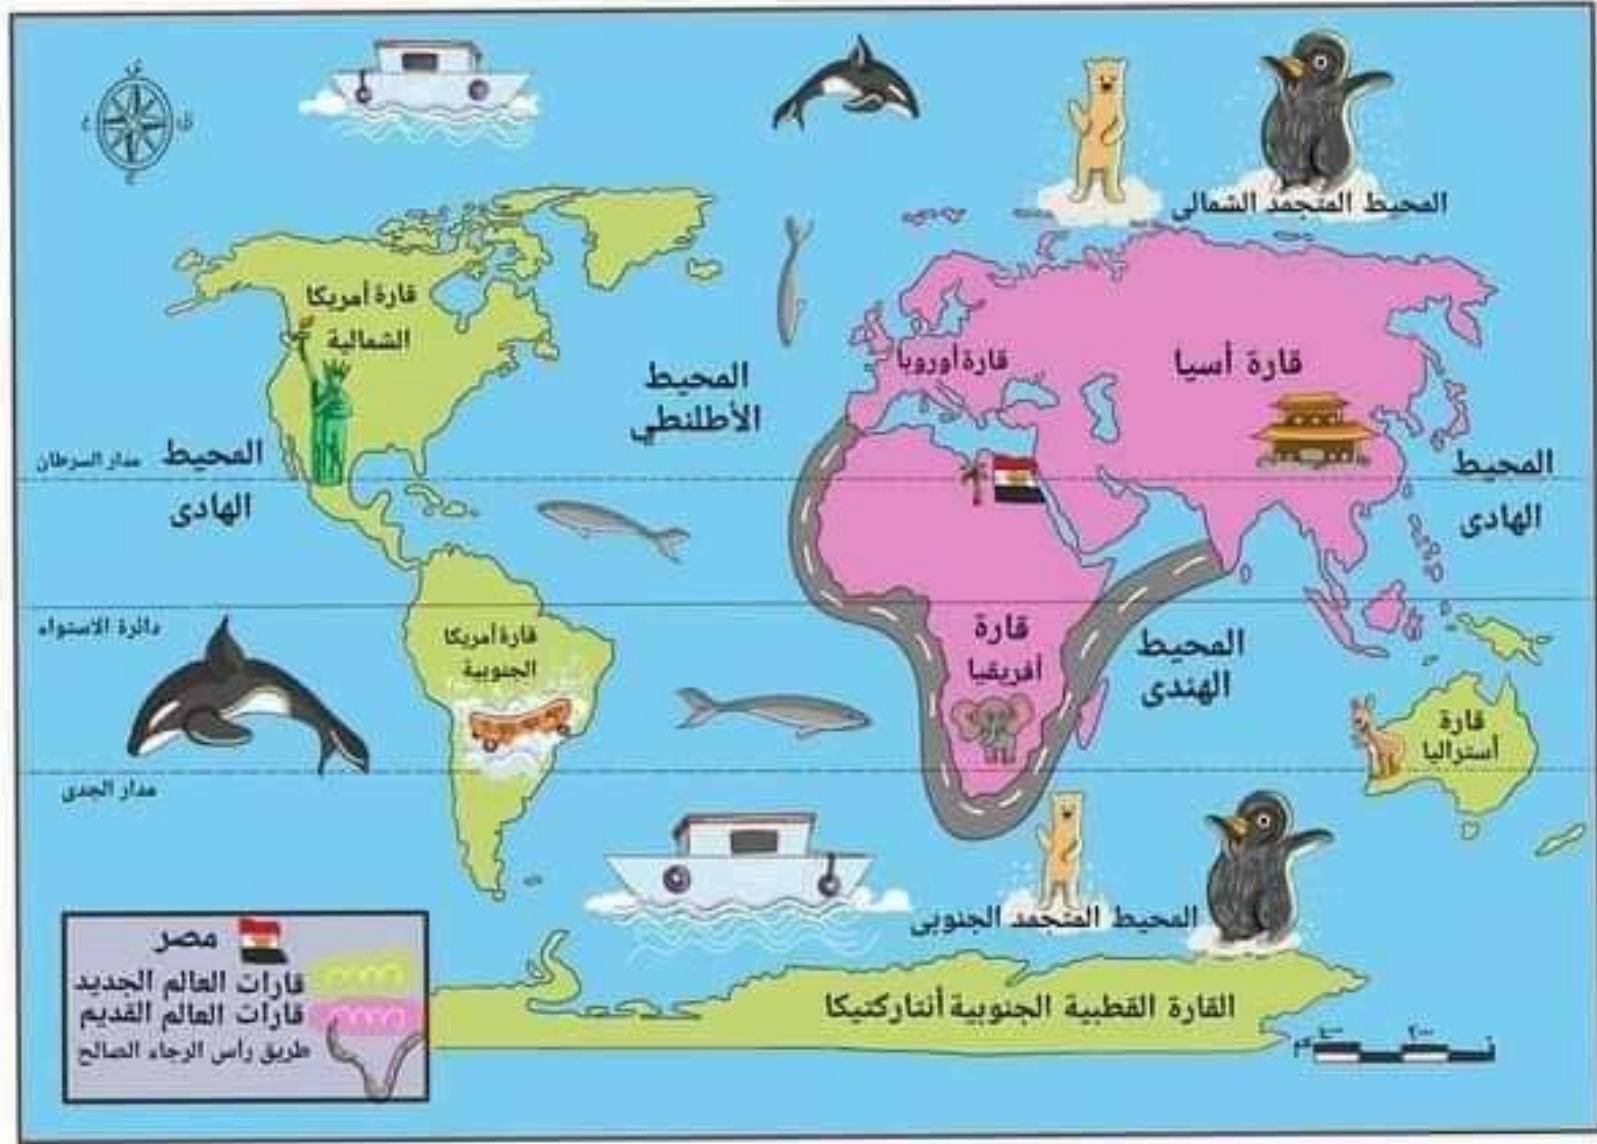 المحيط المتجمد الشمالى
قارة أمريكا
الشمالية
المحيط
الأطلنطي
قارة أوروبا
قارة أسيا
مدار السرطان
المحيط
الهادى
المحيط
الهادى
دائرة الاستواء
قارة أمريكا
الجنوبية
قارة
أفريقيا
المحيط
الهندى
قارة
أستراليا
مدار الجدى
المحيط المتجمد الجنوبى
القارة القطبية الجنوبية أنتاركتيكا
مصر
قارات العالم الجديد
قارات العالم القديم
طريق رأس الرجاء الصالح
كم